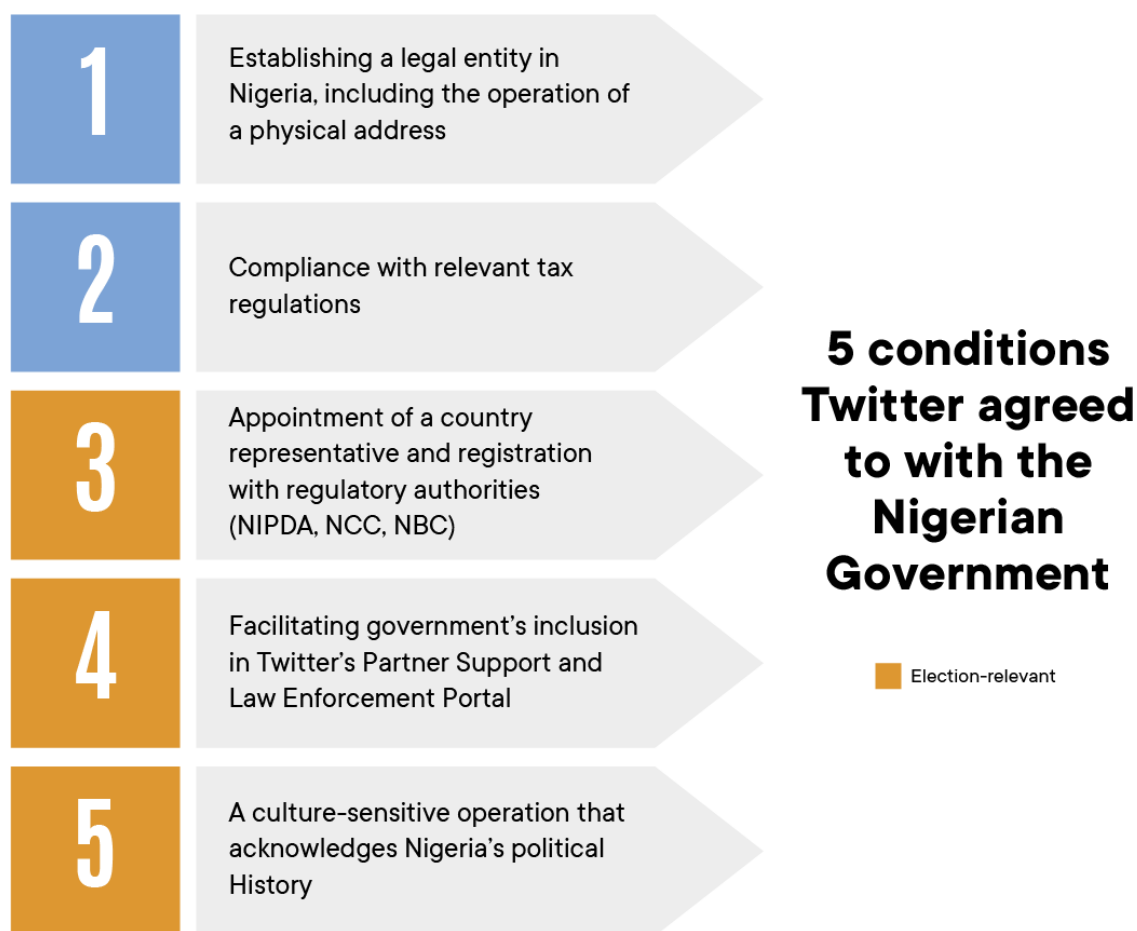 1
Establishing a legal entity in
Nigeria, including the operation of
a physical address
2
Compliance with relevant tax
regulations
3
Appointment of a country
representative and registration
with regulatory authorities
(NIPDA, NCC, NBC)
4
Facilitating government’s inclusion
in Twitter’s Partner Support and
Law Enforcement Portal
5
A culture-sensitive operation that
acknowledges Nigeria’s political
History
5 conditions
Twitter agreed
to with the
Nigerian
Government
Election-relevant